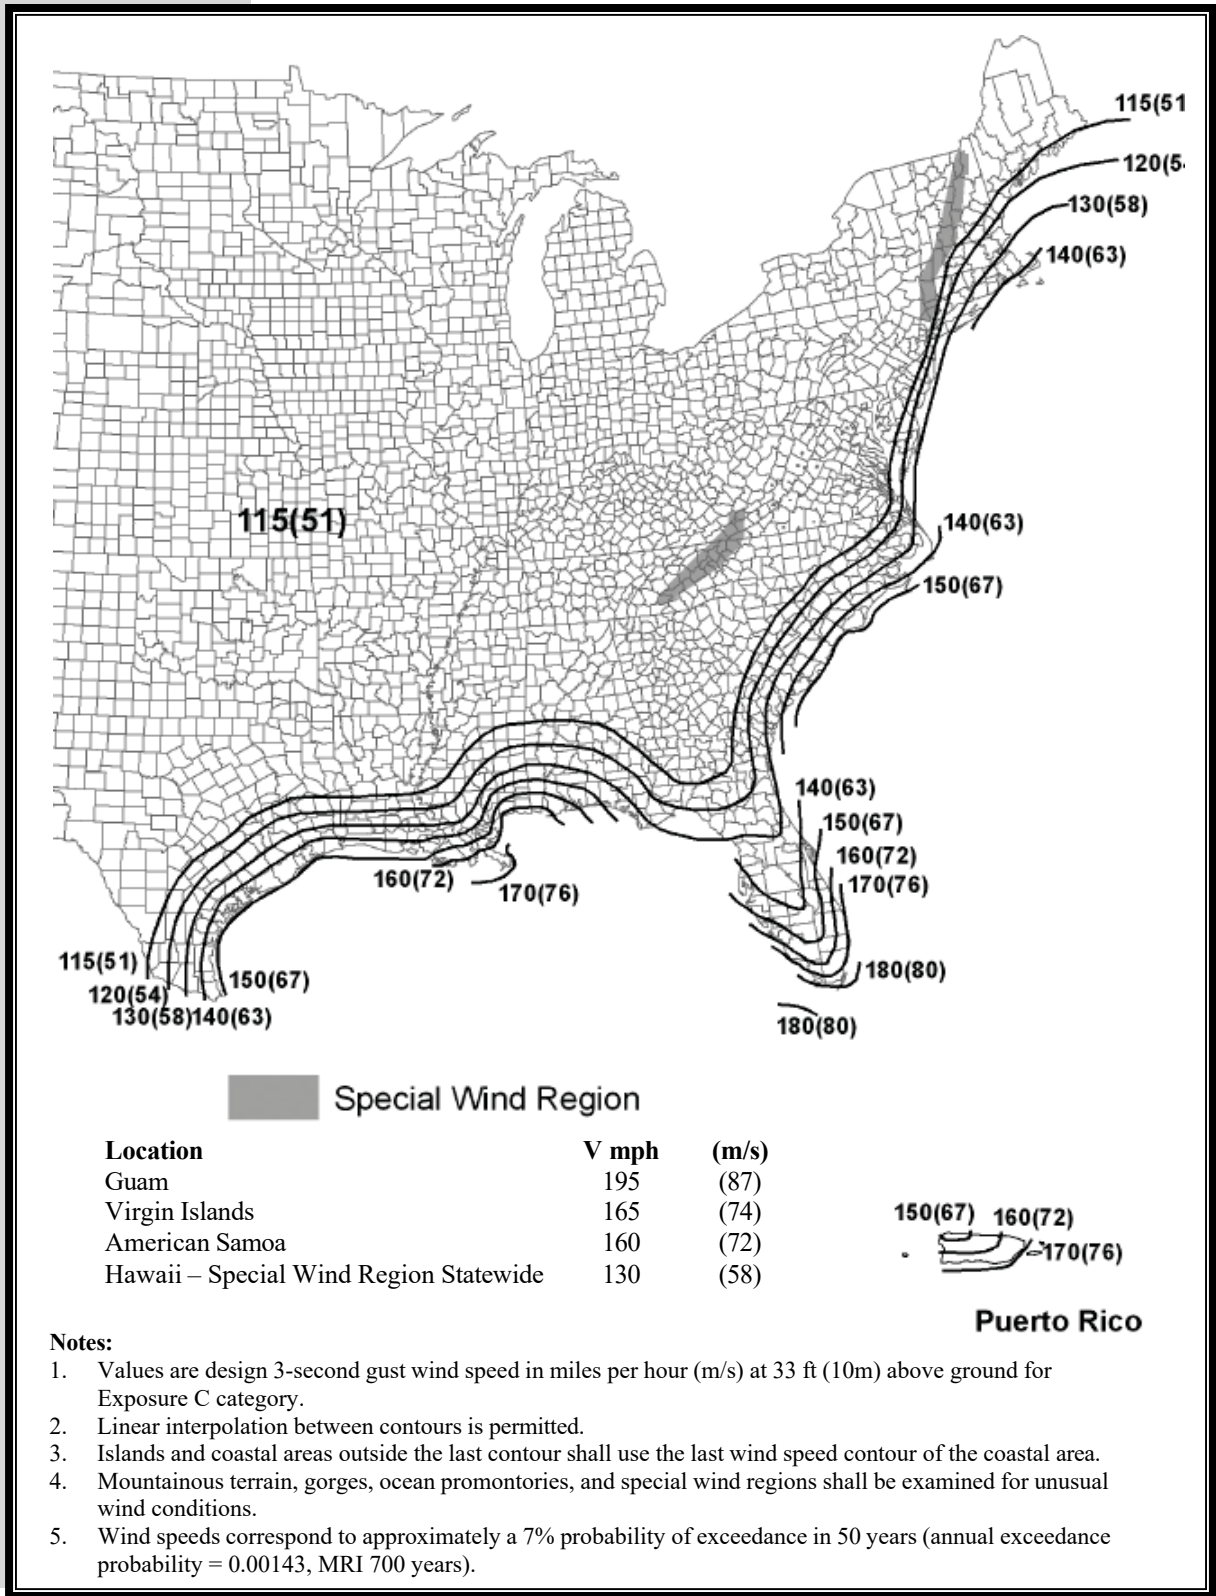 115(51
120(5
130(58)
140(63)
115(51)
140(63)
150(67)
140(63)
150(67)
160(72)
160(72)
170(76)
170(76)
115(51)
150(67)
180(80)
120(54)
130(58)140(63)
180(80)
Special Wind Region
Location V mph (m/s)
Guam 195 (87)
Virgin Islands 165 (74)
American Samoa 160 (72)
Hawaii – Special Wind Region Statewide 130 (58)
150(67) 160(72)
170(76)
Puerto Rico
Notes:
1. Values are design 3-second gust wind speed in miles per hour (m/s) at 33 ft (10m) above ground for
Exposure C category.
2. Linear interpolation between contours is permitted.
3. Islands and coastal areas outside the last contour shall use the last wind speed contour of the coastal area.
4. Mountainous terrain, gorges, ocean promontories, and special wind regions shall be examined for unusual
wind conditions.
5. Wind speeds correspond to approximately a 7% probability of exceedance in 50 years (annual exceedance
probability = 0.00143, MRI 700 years).